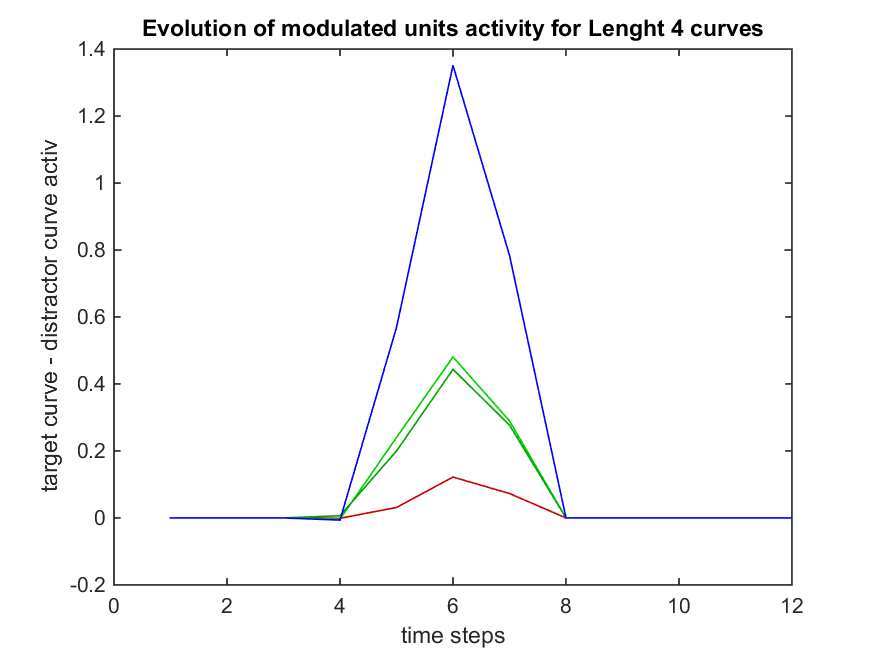 Evolution of modulated units activity for Lenght 4 curves
1.4
1.2
1
0.8
0.6
0.4
0.2
0
-0.2
target curve - distractor curve activ
0 2 4 6 8 10 12
time steps